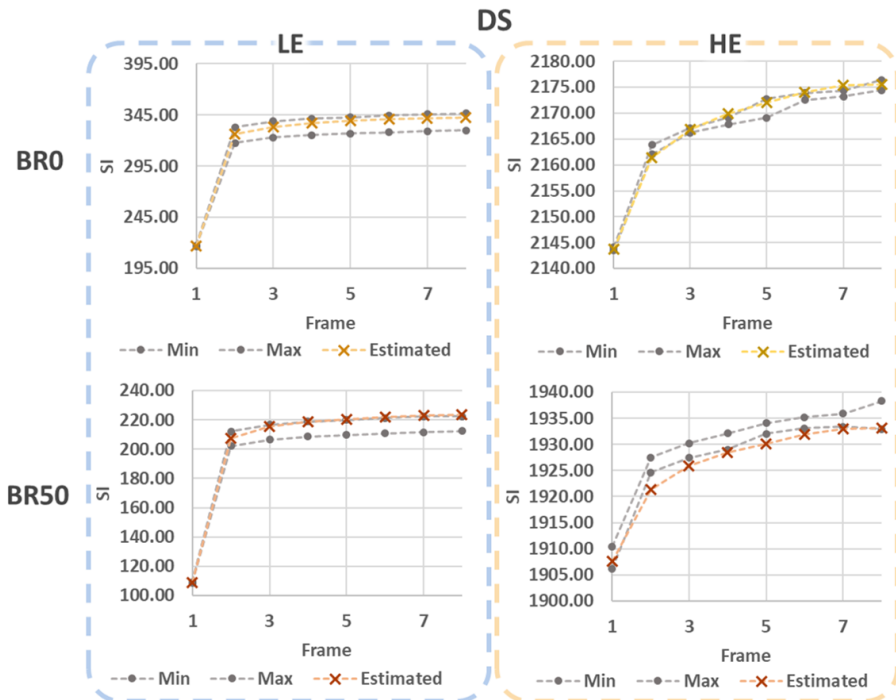 DS
LE
HE
BR0
395.00
345.00
295.00
245.00
195.00
SI
1 3 5 7
Frame
Min Max Estimated
2180.00
2175.00
2170.00
2165.00
2160.00
2155.00
2150.00
2145.00
2140.00
SI
1 3 5 7
Frame
Min Max Estimated
BR50
240.00
220.00
200.00
180.00
160.00
140.00
120.00
100.00
SI
1 3 5 7
Frame
Min Max Estimated
1940.00
1935.00
1930.00
1925.00
1920.00
1915.00
1910.00
1905.00
1900.00
SI
1 3 5 7
Frame
Min Max Estimated